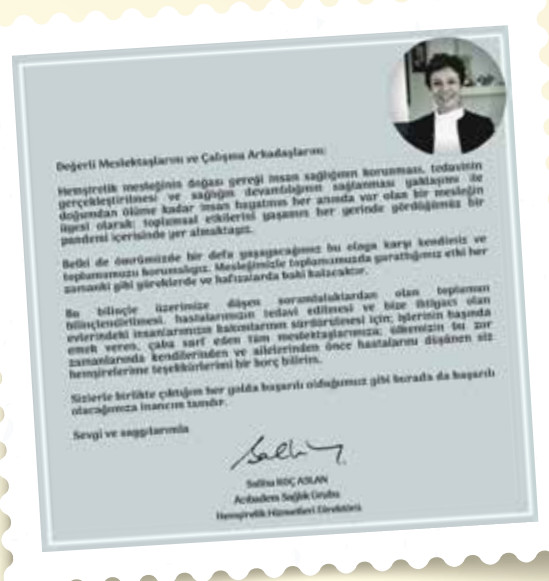 Değerli Meslektaşlarım ve Çalışma Arkadaşlarım;
Hemşirelik mesleğinin doğası gereği insan sağlığının korunması, tedavinin
gerçekleştirilmesi ve sağlığın devamlılığının sağlanması yaklaşımı ile
doğumdan ölüme kadar insan hayatının her anında var olan bir mesleğin
üyesi olarak; toplumsal etkilerini yaşamın her yerinde gördüğümüz bir
pandemi içerisinde yer almaktayız.
Belki de ömrümüzde bir defa yaşayacağımız bu olaya karşı kendimiz ve
toplumumuzu korumalıyız. Mesleğimizle toplumumuzda yarattığımız etki her
zamanki gibi yüreklerde ve hafızalarda baki kalacaktır.
Bu bilinçle üzerimize düşen sorumluluklardan olan toplumun
bilinçlendirilmesi, hastalarımızın tedavi edilmesi ve bize ihtiyacı olan
evlerindeki insanlarımızın bakımlarının sürdürülmesi için; işlerinin başında
emek veren, çaba sarf eden tüm meslektaşlarımıza; ülkemizin bu zor
zamanlarında kendilerinden ve ailelerinden önce hastalarını düşünen siz
hemşirelerime teşekkürlerimi bir borç bilirim.
Sizlerle birlikte çıktığım her yolda başarılı olduğumuz gibi burada da başarılı
olacağımıza inancım tamdır.
Sevgi ve saygılarımla
Saliha KOÇ ASLAN
Acıbadem Sağlık Grubu
Hemşirelik Hizmetleri Direktörü